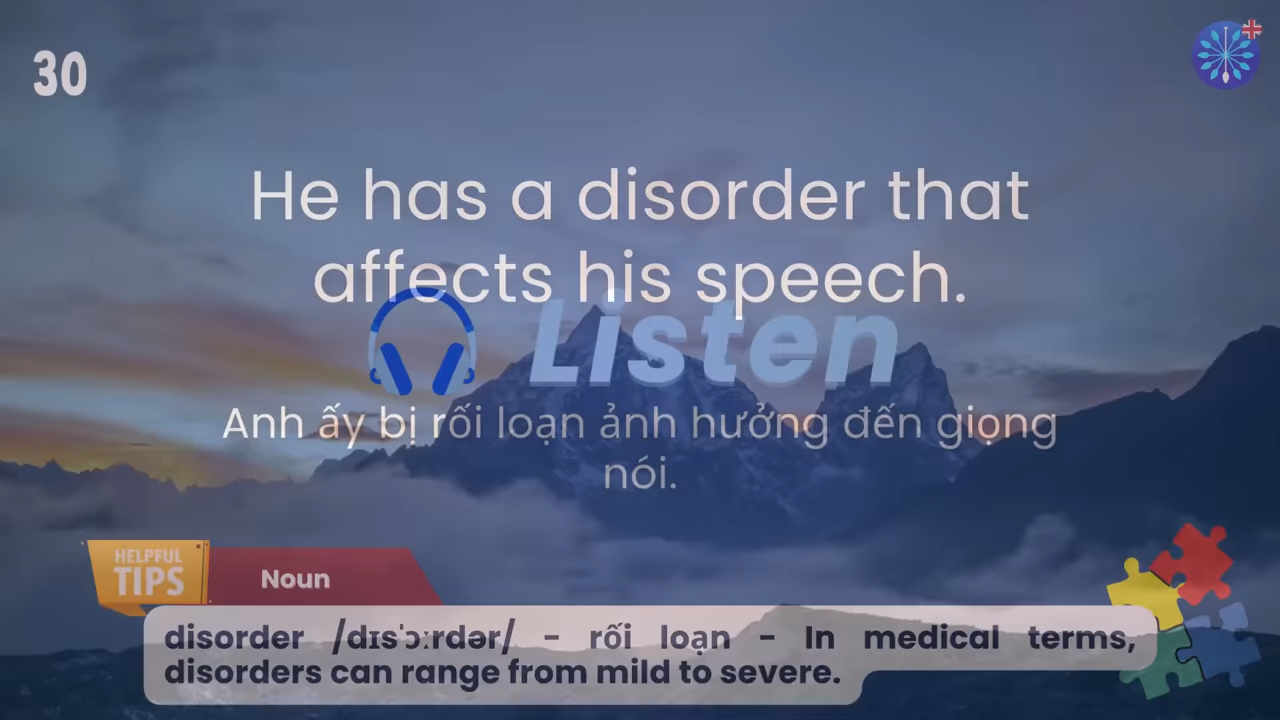 30
He has a disorder that
affects his speech.
Listen
Anh ấy bị rối loạn ảnh hưởng đến giọng
nói.
HELPFUL
TIPS
Noun
disorder /dɪsˈɔːrdər/ - rối loạn - In medical terms,
disorders can range from mild to severe.